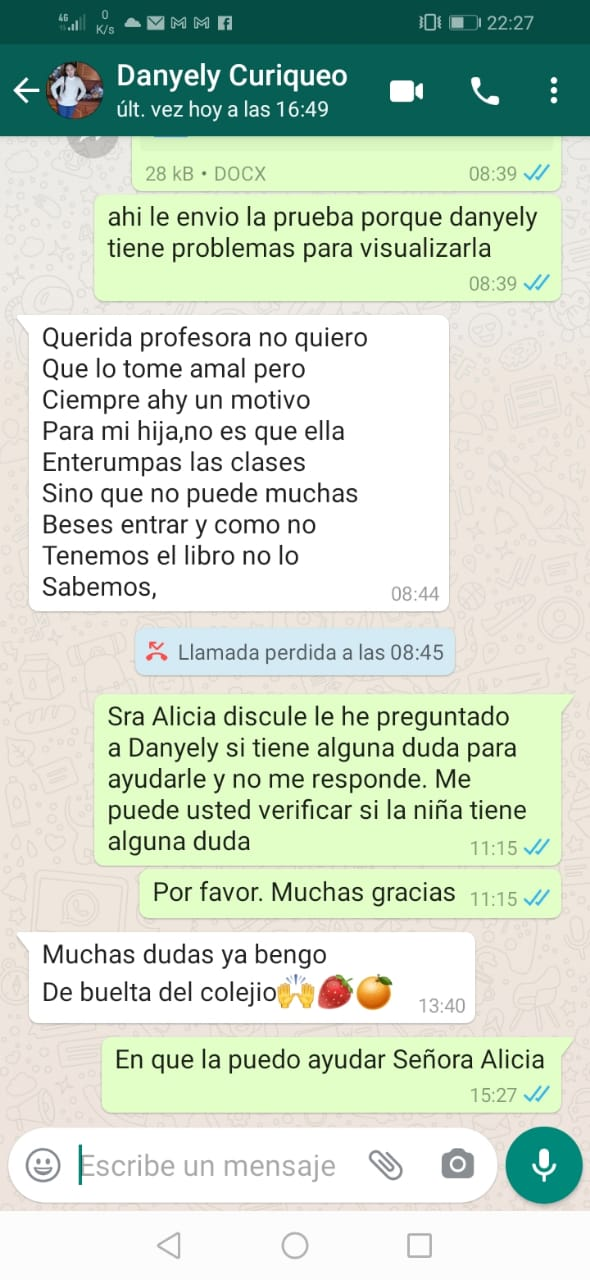 4G
0
K/s
22:27
Danyely Curiqueo
últ. vez hoy a las 16:49
28 kB • DOCX
08:39
ahi le envio la prueba porque danyely
tiene problemas para visualizarla
08:39
Querida profesora no quiero
Que lo tome amal pero
Ciempre ahy un motivo
Para mi hija,no es que ella
Enterumpas las clases
Sino que no puede muchas
Beses entrar y como no
Tenemos el libro no lo
Sabemos,
08:44
Llamada perdida a las 08:45
Sra Alicia discule le he preguntado
a Danyely si tiene alguna duda para
ayudarle y no me responde. Me
puede usted verificar si la niña tiene
alguna duda
11:15
Por favor. Muchas gracias
11:15
Muchas dudas ya bengo
De buelta del colejio🙌🍓🍊
13:40
En que la puedo ayudar Señora Alicia
15:27
Escribe un mensaje